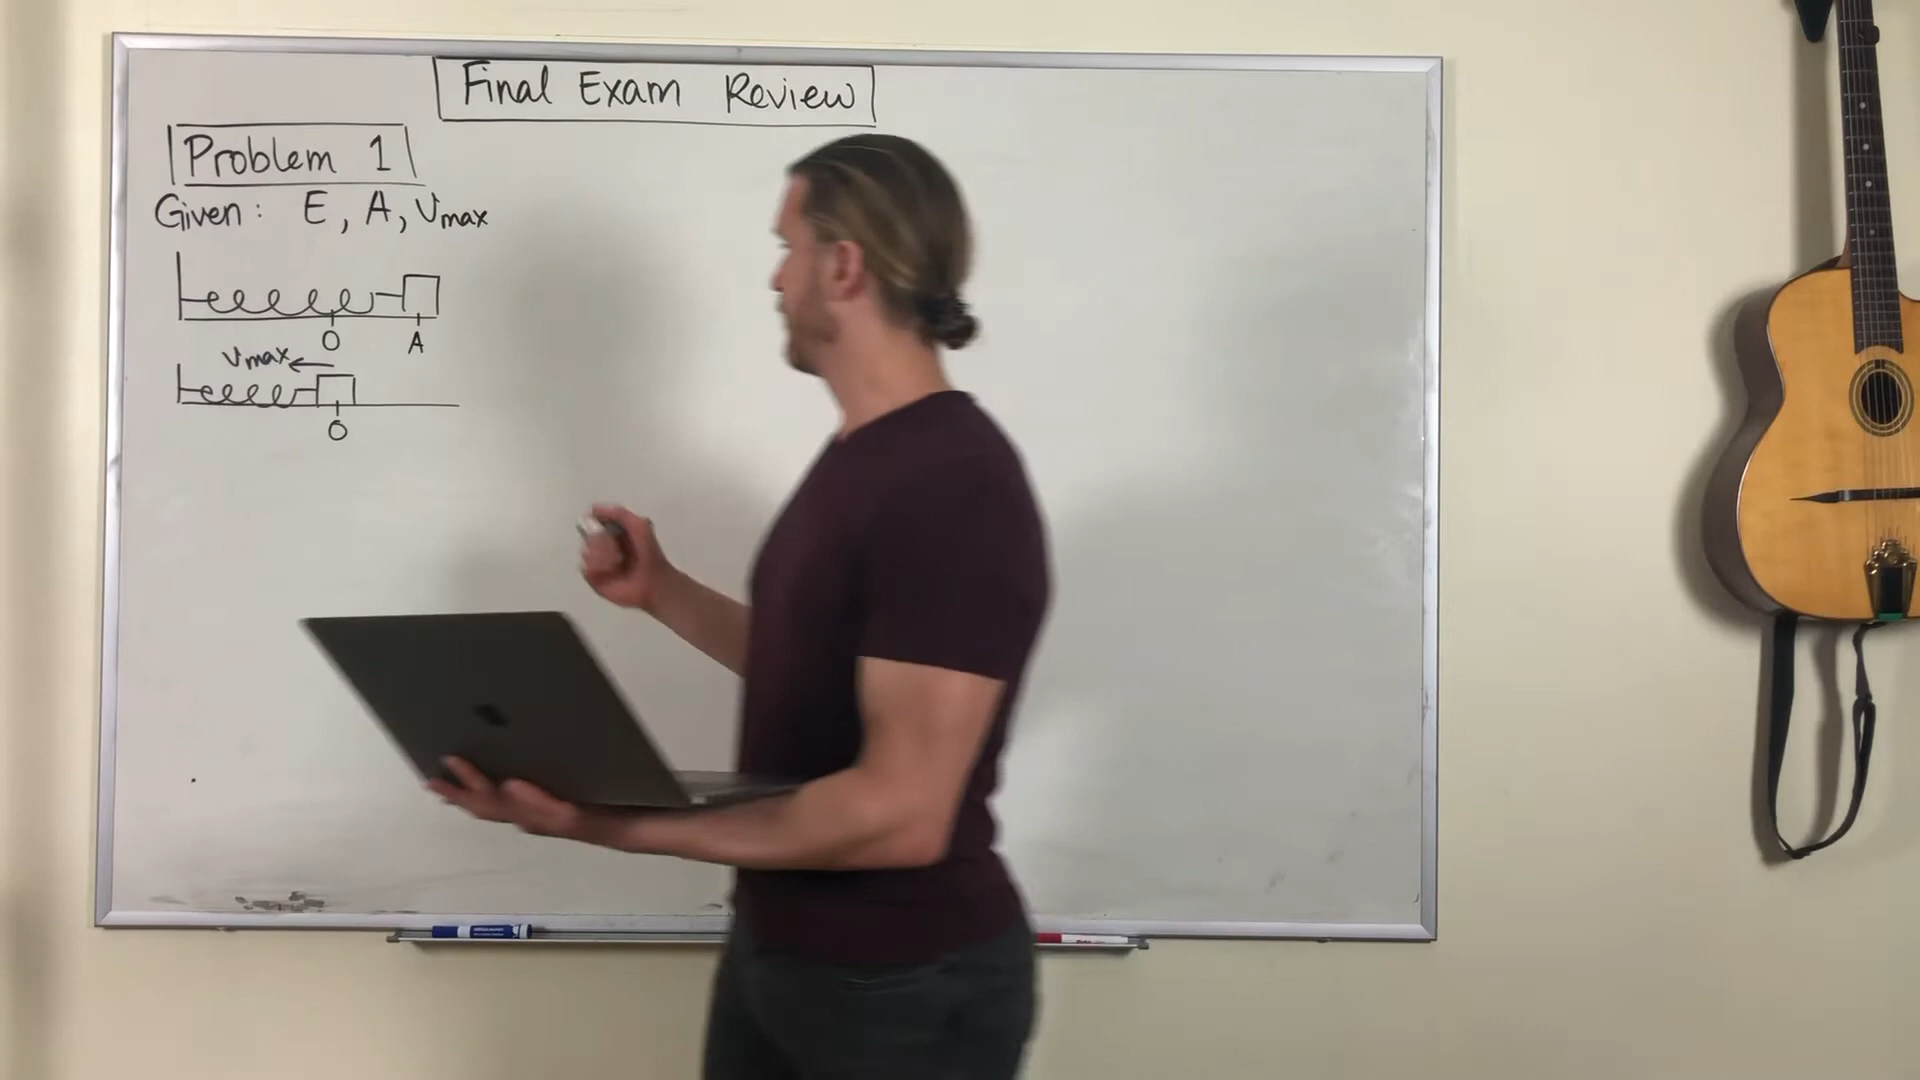 Final Exam Review
Problem 1
Given: E, A, Vmax
O A
Vmax
O